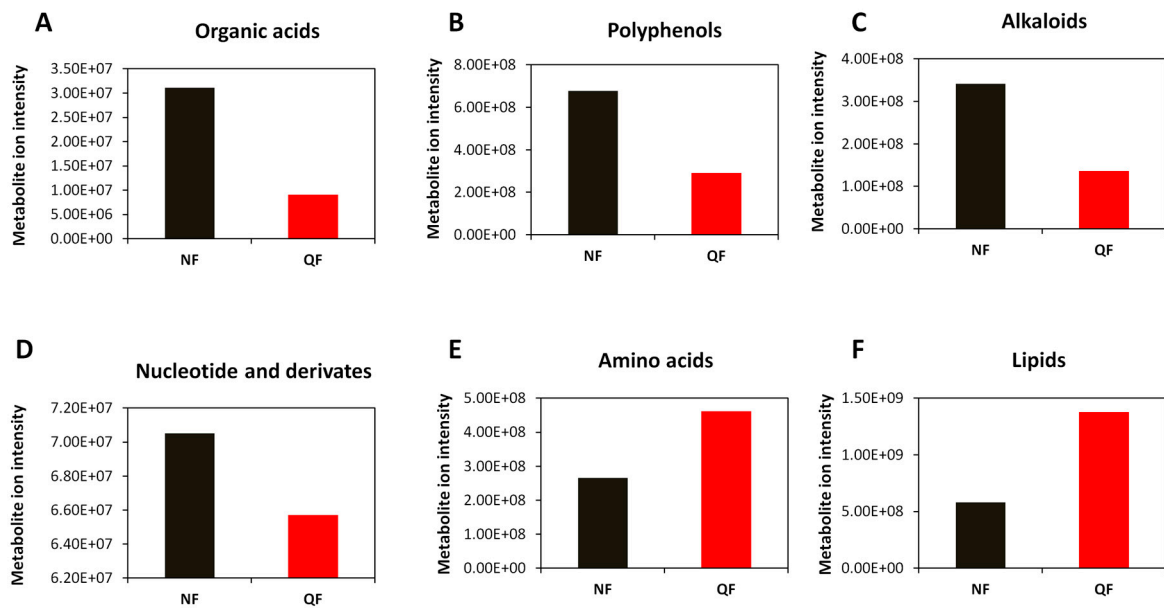 A
Organic acids
Metabolite ion intensity
3.50E+07
3.00E+07
2.50E+07
2.00E+07
1.50E+07
1.00E+07
5.00E+06
0.00E+00
NF
QF
B
Polyphenols
Metabolite ion intensity
8.00E+08
6.00E+08
4.00E+08
2.00E+08
0.00E+00
NF
QF
C
Alkaloids
Metabolite ion intensity
4.00E+08
3.00E+08
2.00E+08
1.00E+08
0.00E+00
NF
QF
D
Nucleotide and derivates
Metabolite ion intensity
7.20E+07
7.00E+07
6.80E+07
6.60E+07
6.40E+07
6.20E+07
NF
QF
E
Amino acids
Metabolite ion intensity
5.00E+08
4.00E+08
3.00E+08
2.00E+08
1.00E+08
0.00E+00
NF
QF
F
Lipids
Metabolite ion intensity
1.50E+09
1.00E+09
5.00E+08
0.00E+00
NF
QF